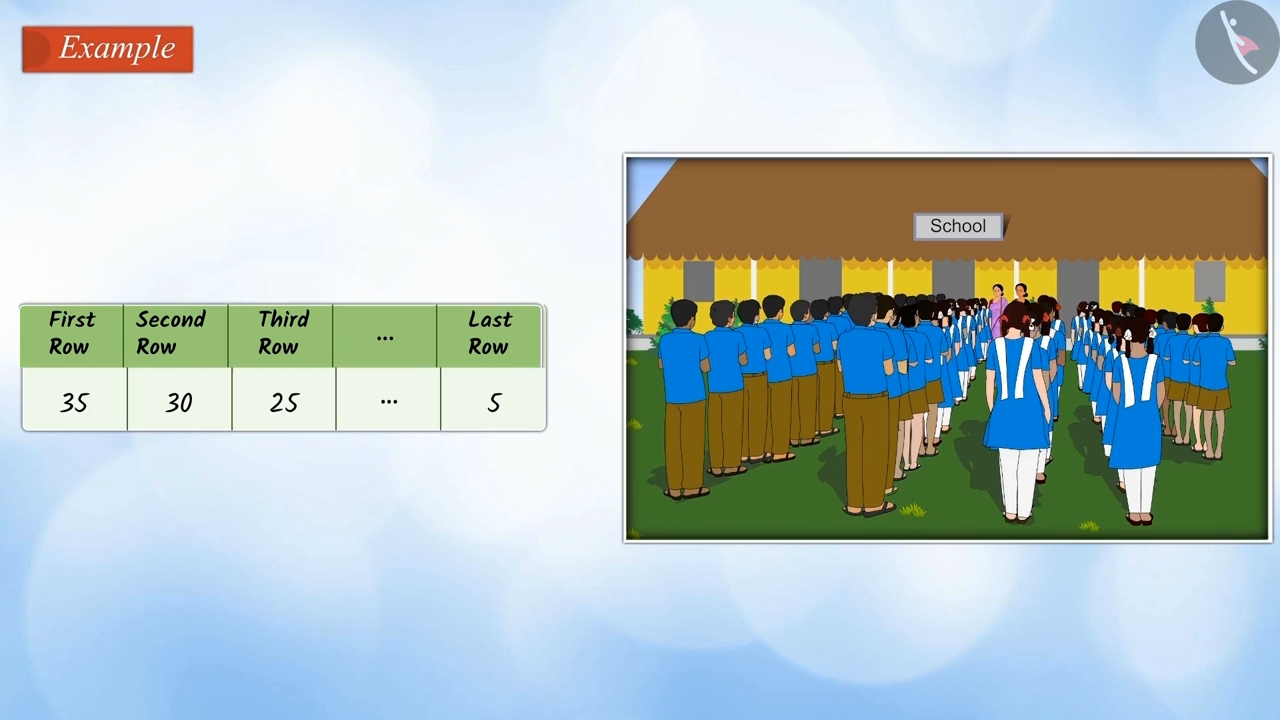 Example
School
First Row
Second Row
Third Row
...
Last Row
35
30
25
...
5